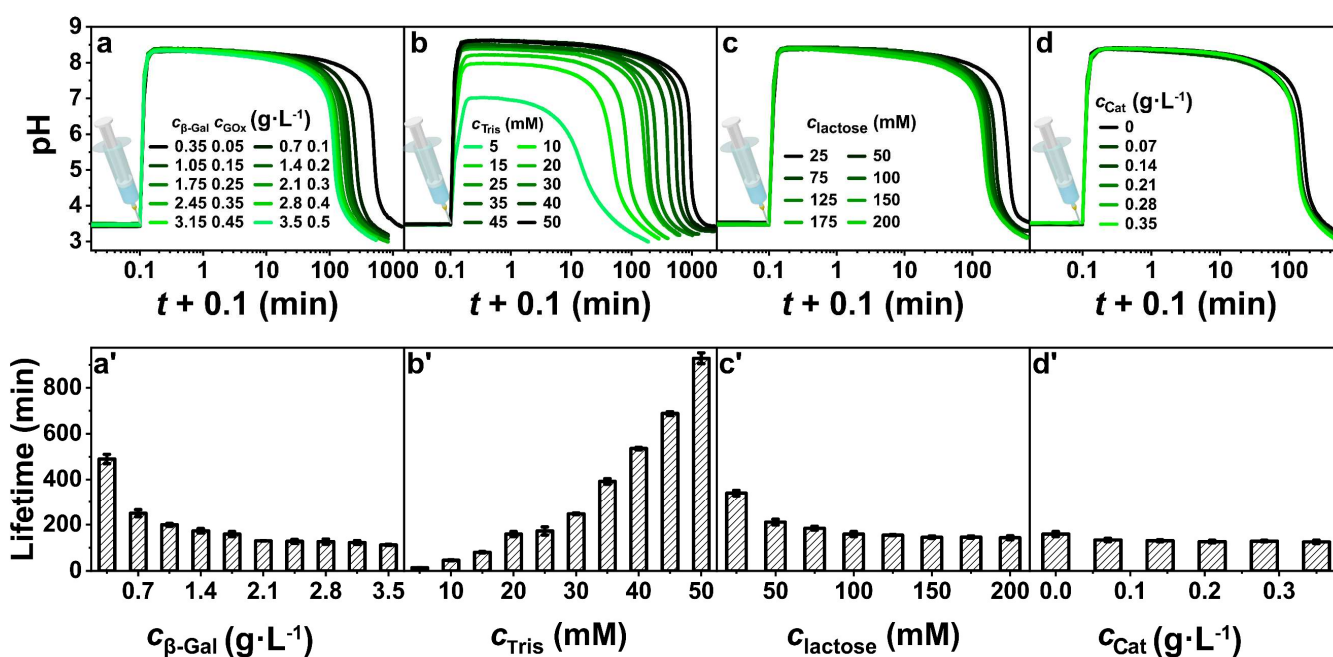 a
b
c
d
pH
9
8
7
6
5
4
3
cβ-Gal cGOx (g·L-1)
0.35 0.05 0.7 0.1
1.05 0.15 1.4 0.2
1.75 0.25 2.1 0.3
2.45 0.35 2.8 0.4
3.15 0.45 3.5 0.5
cTris (mM)
5 10
15 20
25 30
35 40
45 50
clactose (mM)
25 50
75 100
125 150
175 200
cCat (g·L-1)
0
0.07
0.14
0.21
0.28
0.35
0.1 1 10 100 1000
0.1 1 10 100 1000
0.1 1 10 100
0.1 1 10 100
t + 0.1 (min)
t + 0.1 (min)
t + 0.1 (min)
t + 0.1 (min)
a'
b'
c'
d'
Lifetime (min)
800
600
400
200
0
0.7 1.4 2.1 2.8 3.5
10 20 30 40 50
50 100 150 200
0.0 0.1 0.2 0.3
cβ-Gal (g·L-1)
cTris (mM)
clactose (mM)
cCat (g·L-1)